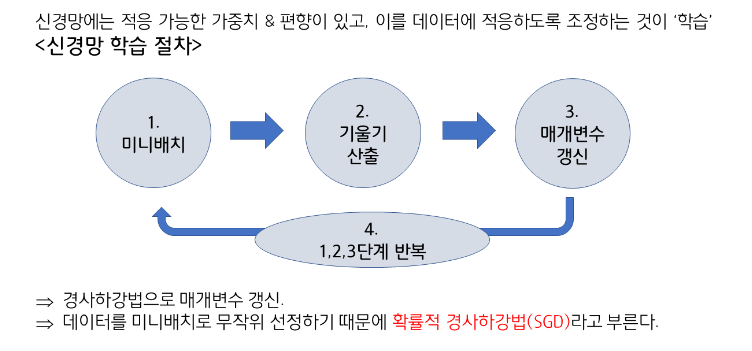 신경망에는 적응 가능한 가중치 & 편향이 있고, 이를 데이터에 적응하도록 조정하는 것이 ‘학습’
<신경망 학습 절차>
1.
미니배치
2.
기울기
산출
3.
매개변수
갱신
4.
1,2,3단계 반복
⇒ 경사하강법으로 매개변수 갱신.
⇒ 데이터를 미니배치로 무작위 선정하기 때문에 확률적 경사하강법(SGD)라고 부른다.